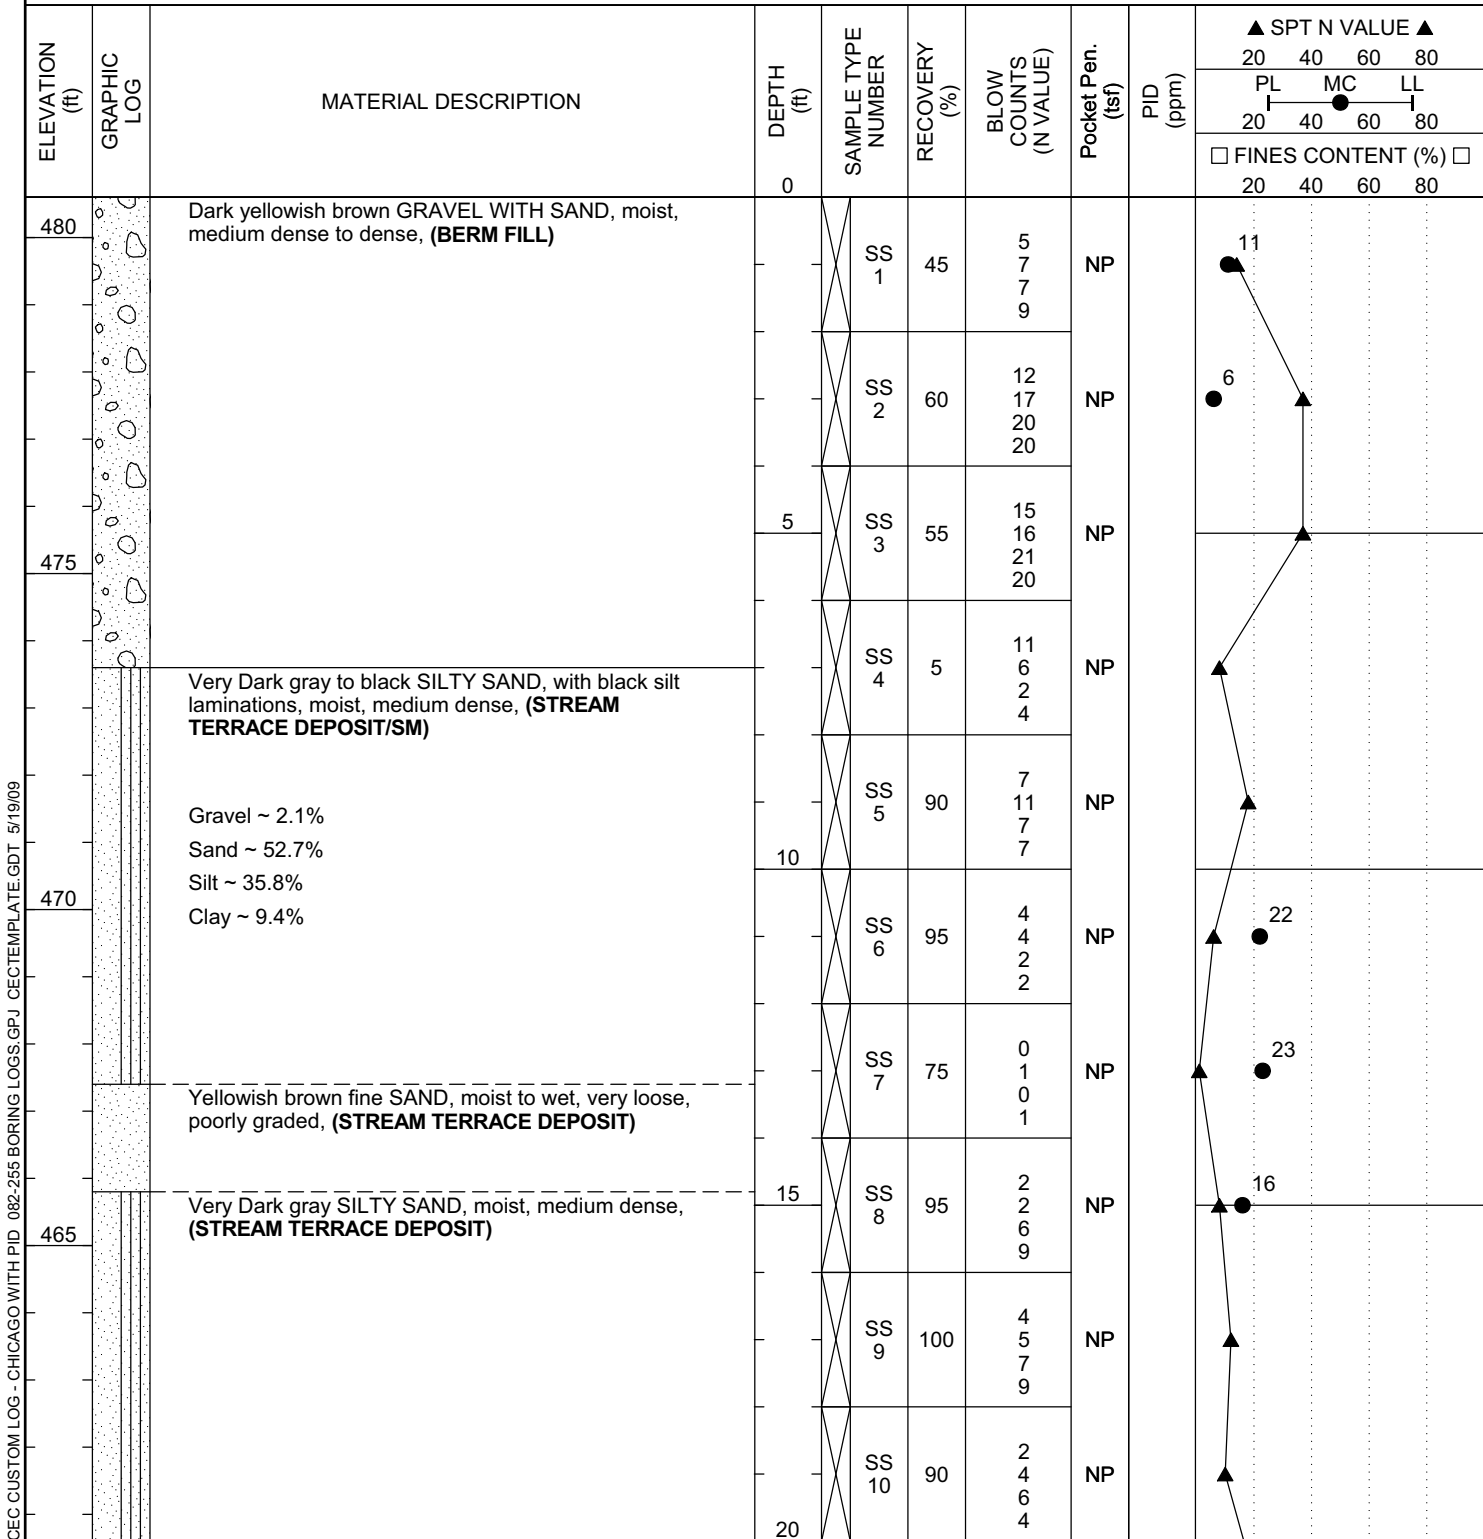 ELEVATION
(ft)
GRAPHIC
LOG
MATERIAL DESCRIPTION
DEPTH
(ft)
SAMPLE TYPE
NUMBER
RECOVERY
(%)
BLOW
COUNTS
(N VALUE)
Pocket Pen.
(tsf)
PID
(ppm)
▲ SPT N VALUE ▲
20 40 60 80
PL MC LL
20 40 60 80
□ FINES CONTENT (%) □
20 40 60 80
0
480
Dark yellowish brown GRAVEL WITH SAND, moist,
medium dense to dense, (BERM FILL)
SS
1
45
5
7
7
9
NP
11
SS
2
60
12
17
20
20
NP
6
5
SS
3
55
15
16
21
20
NP
475
SS
4
5
11
6
2
4
NP
Very Dark gray to black SILTY SAND, with black silt
laminations, moist, medium dense, (STREAM
TERRACE DEPOSIT/SM)
SS
5
90
7
11
7
7
NP
Gravel ~ 2.1%
Sand ~ 52.7%
Silt ~ 35.8%
Clay ~ 9.4%
10
470
SS
6
95
4
4
2
2
NP
22
SS
7
75
0
1
0
1
NP
23
Yellowish brown fine SAND, moist to wet, very loose,
poorly graded, (STREAM TERRACE DEPOSIT)
15
SS
8
95
2
2
6
9
NP
16
Very Dark gray SILTY SAND, moist, medium dense,
(STREAM TERRACE DEPOSIT)
465
SS
9
100
4
5
7
9
NP
SS
10
90
2
4
6
4
NP
20
CEC CUSTOM LOG - CHICAGO WITH PID 082-255 BORING LOGS.GPJ CECTEMPLATE.GDT 5/19/09